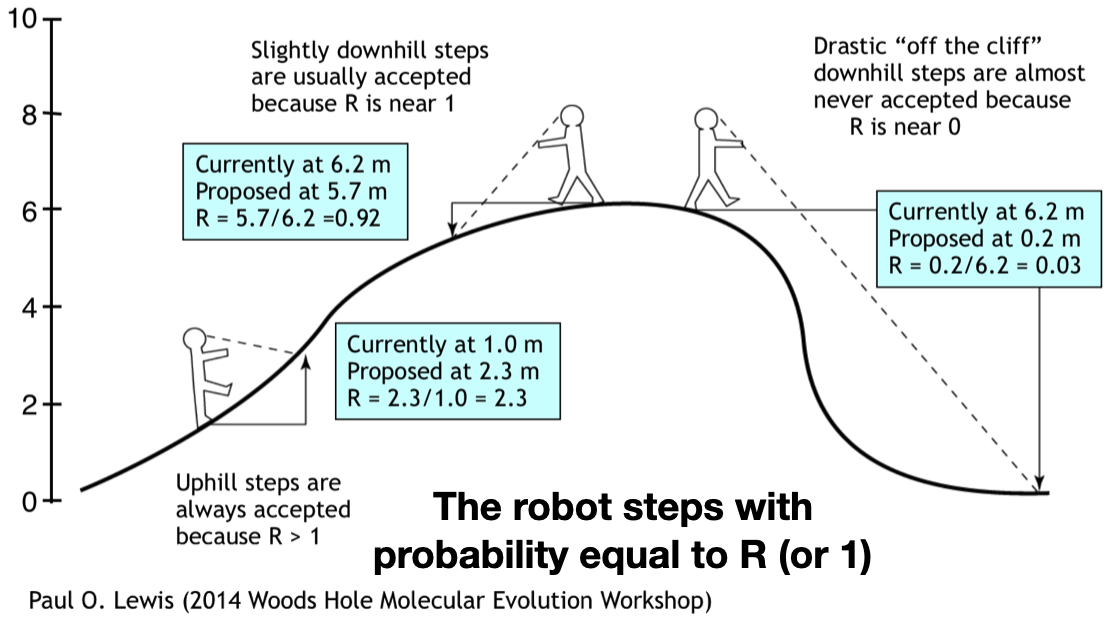 10
8
6
4
2
0
Slightly downhill steps
are usually accepted
because R is near 1
Drastic “off the cliff”
downhill steps are almost
never accepted because
R is near 0
Currently at 6.2 m
Proposed at 5.7 m
R = 5.7/6.2 =0.92
Currently at 6.2 m
Proposed at 0.2 m
R = 0.2/6.2 = 0.03
Currently at 1.0 m
Proposed at 2.3 m
R = 2.3/1.0 = 2.3
Uphill steps are
always accepted
because R > 1
The robot steps with
probability equal to R (or 1)
Paul O. Lewis (2014 Woods Hole Molecular Evolution Workshop)